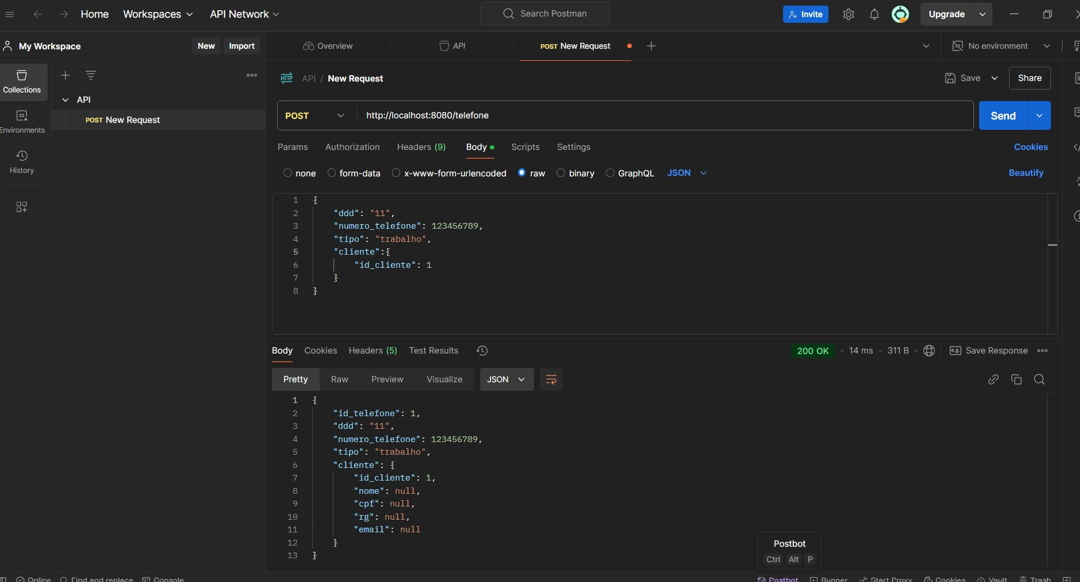 Home Workspaces API Network Search Postman Invite Upgrade
My Workspace New Import Overview API POST New Request No environment
Collections
Environments
History
API
POST New Request
HTTP API / New Request Save Share
POST http://localhost:8080/telefone Send
Params Authorization Headers (9) Body Scripts Settings Cookies
none form-data x-www-form-urlencoded raw binary GraphQL JSON Beautify
1 {
2 "ddd": "11",
3 "numero_telefone": 123456789,
4 "tipo": "trabalho",
5 "cliente":{
6 "id_cliente": 1
7 }
8 }
Body Cookies Headers (5) Test Results 200 OK 14 ms 311 B Save Response
Pretty Raw Preview Visualize JSON
1 {
2 "id_telefone": 1,
3 "ddd": "11",
4 "numero_telefone": 123456789,
5 "tipo": "trabalho",
6 "cliente": {
7 "id_cliente": 1,
8 "nome": null,
9 "cpf": null,
10 "rg": null,
11 "email": null
12 }
13 }
Postbot
Ctrl Alt P
Online Find and replace Console Postbot Runner Start Proxy Cookies Vault Trash